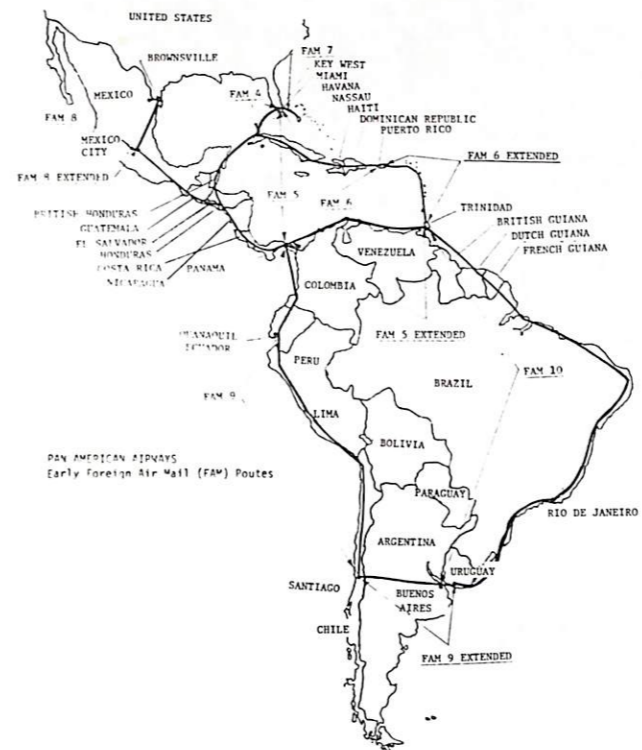 UNITED STATES
BROWNSVILLE
FAM 7
KEY WEST
MIAMI
HAVANA
NASSAU
HAITI
DOMINICAN REPUBLIC
PUERTO RICO
FAM 4
MEXICO
FAM 8
MEXICO
CITY
FAM 8 EXTENDED
FAM 6 EXTENDED
FAM 5
FAM 6
TRINIDAD
BRITISH HONDURAS
GUATEMALA
EL SALVADOR
HONDURAS
COSTA RICA
PANAMA
NICARAGUA
BRITISH GUIANA
DUTCH GUIANA
FRENCH GUIANA
VENEZUELA
COLOMBIA
ECUADOR
FAM 5 EXTENDED
PERU
FAM 10
FAM 9
BRAZIL
LIMA
BOLIVIA
PAN AMERICAN AIRWAYS
Early Foreign Air Mail (FAM) Routes
PARAGUAY
RIO DE JANEIRO
ARGENTINA
URUGUAY
SANTIAGO
BUENOS
AIRES
CHILE
FAM 9 EXTENDED